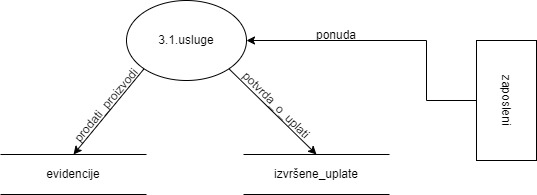 3.1.usluge
ponuda
zaposleni
prodati_proizvodi
potvrda_o_uplati
evidencije
izvršene_uplate